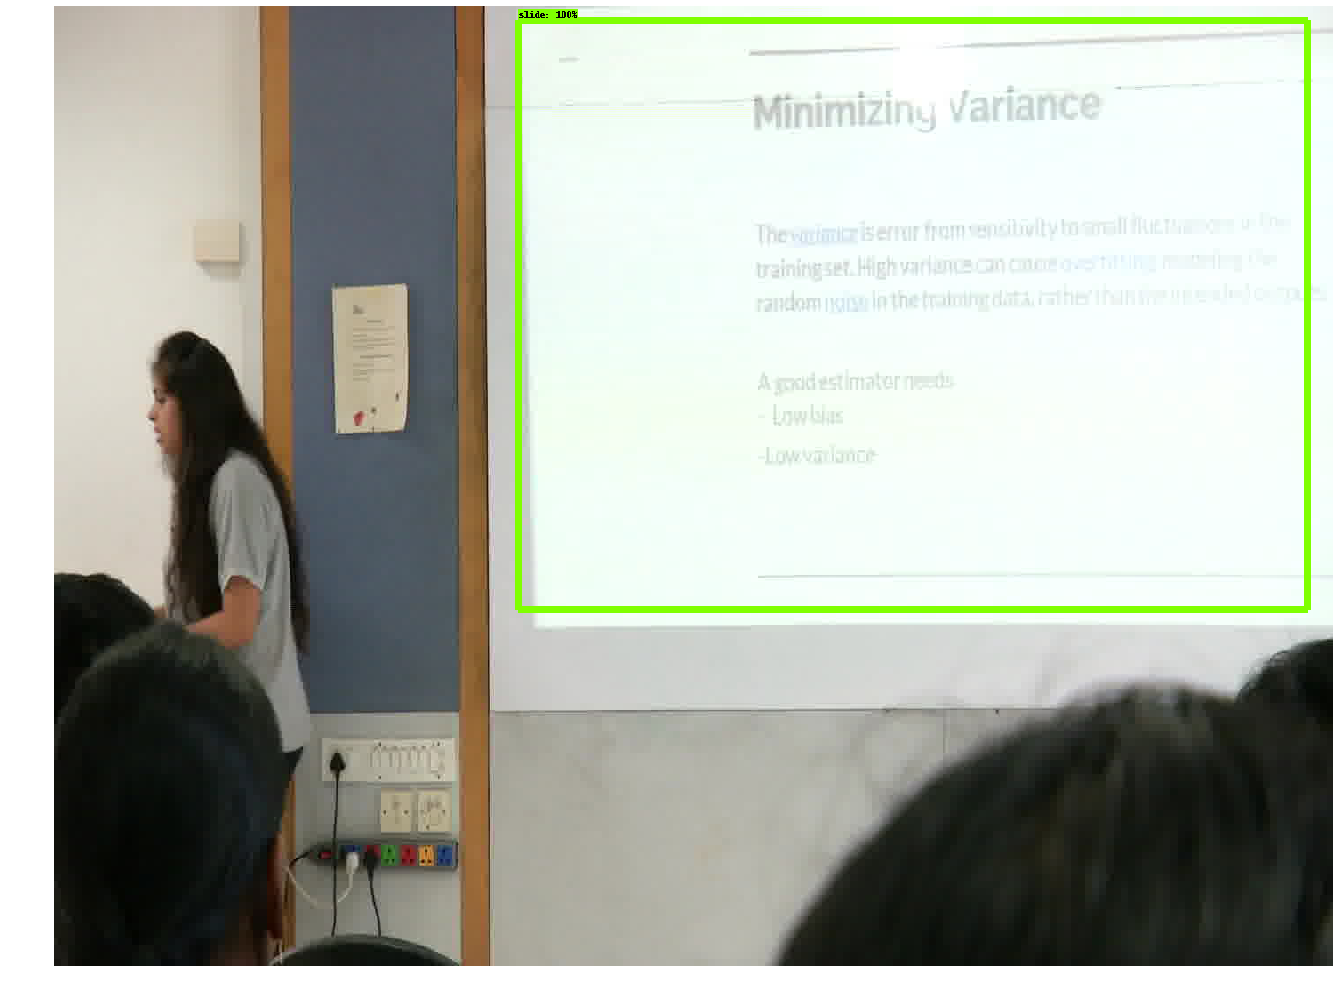 slide: 100%
Minimizing Variance
The variance is error from sensitivity to small fluctuations in the
training set. High variance can cause overfitting: modeling the
random noise in the training data, rather than the intended outputs
A good estimator needs
- Low bias
-Low variance